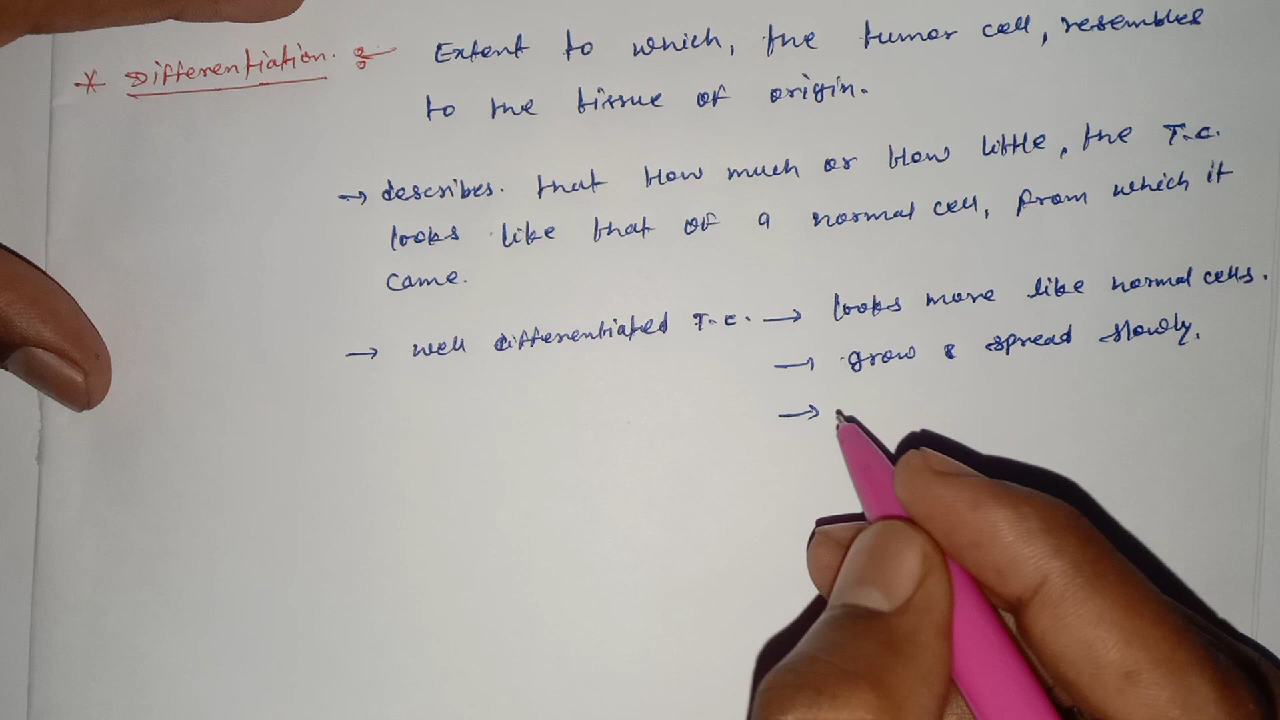 * Differentiation :- Extent to which, the tumor cell, resembles
to the tissue of origin.
→ describes. that How much or How little, the T.C.
looks like that of a normal cell, from which it
came.
→ well differentiated T.C. → looks more like normal cells.
→ grow & spread slowly.
→